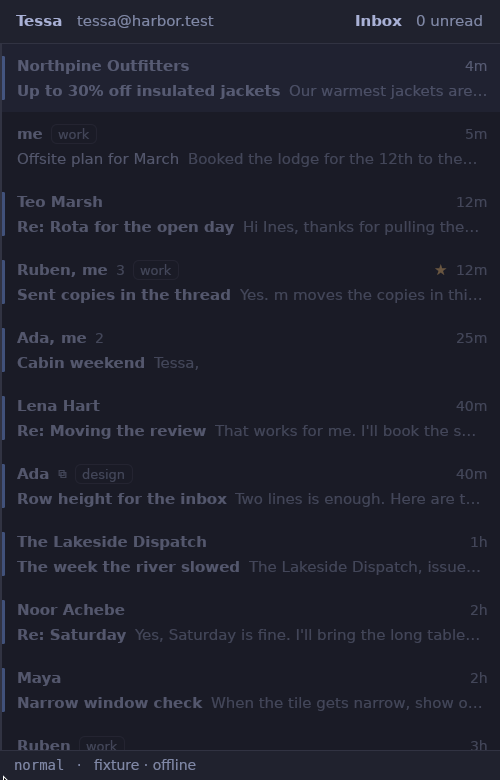 Tessa tessa@harbor.test Inbox 0 unread
Northpine Outfitters 4m
Up to 30% off insulated jackets Our warmest jackets are…
me work 5m
Offsite plan for March Booked the lodge for the 12th to the…
Teo Marsh 12m
Re: Rota for the open day Hi Ines, thanks for pulling the…
Ruben, me 3 work ★ 12m
Sent copies in the thread Yes. m moves the copies in thi…
Ada, me 2 25m
Cabin weekend Tessa,
Lena Hart 40m
Re: Moving the review That works for me. I'll book the s…
Ada design 40m
Row height for the inbox Two lines is enough. Here are t…
The Lakeside Dispatch 1h
The week the river slowed The Lakeside Dispatch, issue…
Noor Achebe 2h
Re: Saturday Yes, Saturday is fine. I'll bring the long table…
Maya 2h
Narrow window check When the tile gets narrow, show o…
Ruben work 3h
normal · fixture · offline